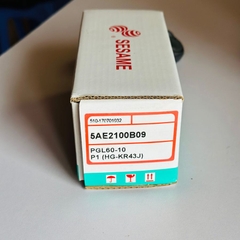 SESAME
5AE2100B09
PGL60-10
P1 (HG-KR43J)